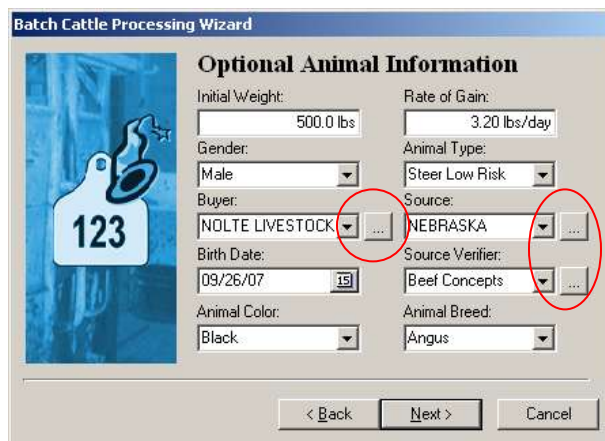 Batch Cattle Processing Wizard
Optional Animal Information
Initial Weight: Rate of Gain:
500.0 lbs 3.20 lbs/day
Gender: Animal Type:
Male Steer Low Risk
Buyer: Source:
NOLTE LIVESTOCK ... NEBRASKA ...
Birth Date: Source Verifier:
09/26/07 15 Beef Concepts ...
Animal Color: Animal Breed:
Black Angus
123
< Back Next > Cancel